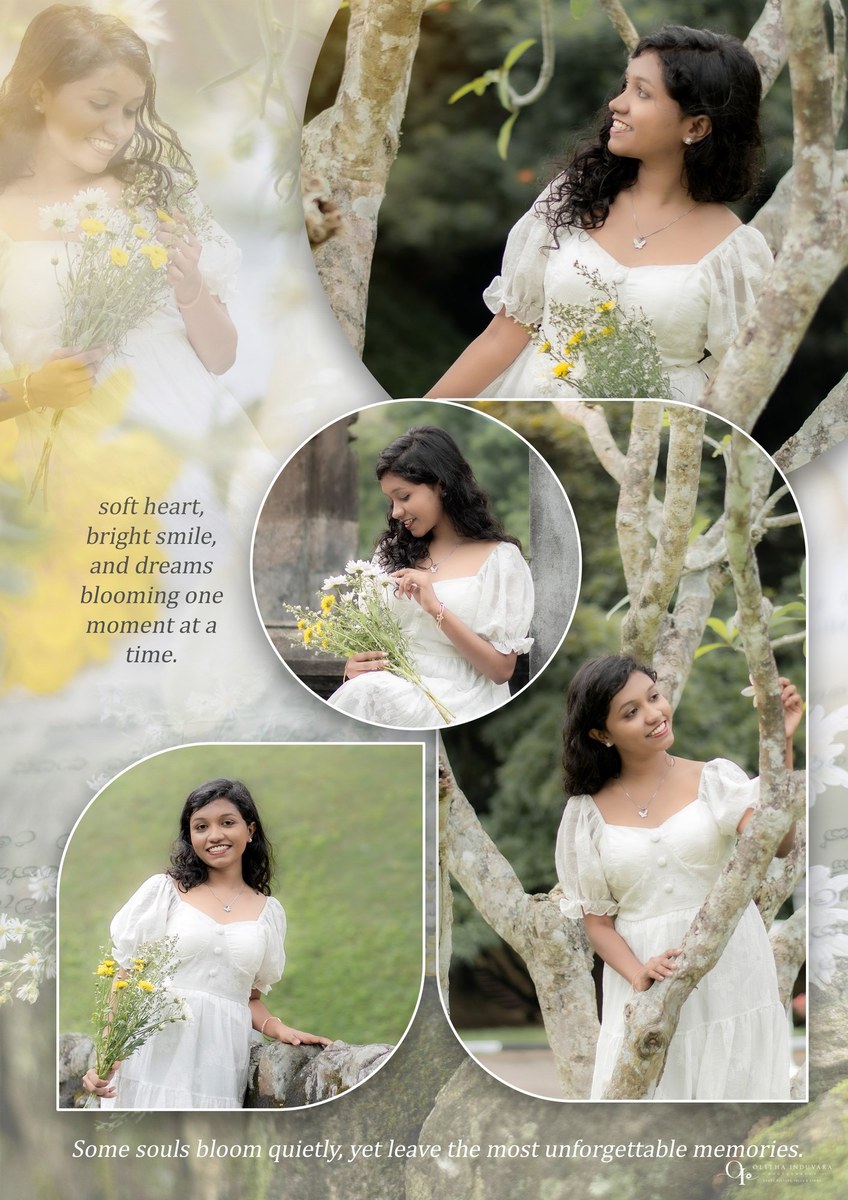 soft heart,
bright smile,
and dreams
blooming one
moment at a
time.
Some souls bloom quietly, yet leave the most unforgettable memories.